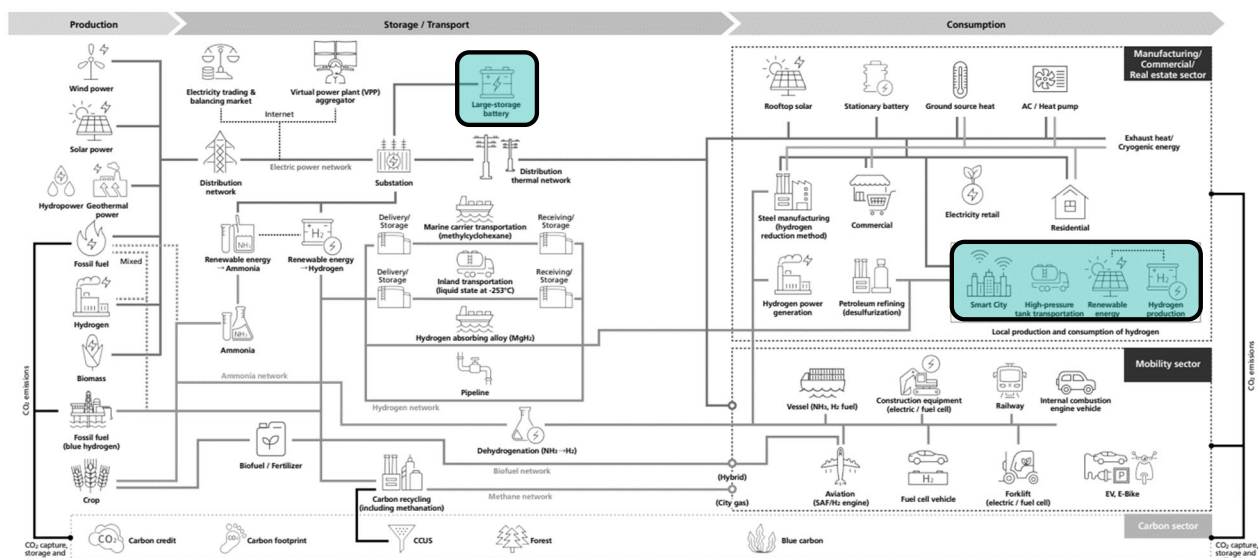 Production
Storage / Transport
Consumption
Wind power
Solar power
Hydropower
Geothermal
power
Fossil fuel
Mixed
Hydrogen
Biomass
Fossil fuel
(blue hydrogen)
Crop
CO₂ emissions
CO₂ capture,
storage and
Electricity trading &
balancing market
Virtual power plant (VPP)
aggregator
Internet
Large-storage
battery
Electric power network
Distribution
network
Substation
Distribution
thermal network
NH₃
Renewable energy
→Ammonia
H₂
Renewable energy
→Hydrogen
Delivery/
Storage
Marine carrier transportation
(methylcyclohexane)
Receiving/
Storage
Delivery/
Storage
Inland transportation
(liquid state at -253°C)
Receiving/
Storage
Hydrogen absorbing alloy (MgH₂)
NH₃
Ammonia
Pipeline
Ammonia network
Hydrogen network
Dehydrogenation (NH₃→H₂)
Biofuel / Fertilizer
Biofuel network
Carbon recycling
(including methanation)
Methane network
(Hybrid)
(City gas)
Manufacturing/
Commercial/
Real estate sector
Rooftop solar
Stationary battery
Ground source heat
AC / Heat pump
Exhaust heat/
Cryogenic energy
Steel manufacturing
(hydrogen
reduction method)
Commercial
Electricity retail
Residential
Hydrogen power
generation
Petroleum refining
(desulfurization)
Smart City
High-pressure
tank transportation
Renewable
energy
H₂
Hydrogen
production
Local production and consumption of hydrogen
Mobility sector
Vessel (NH₃, H₂ fuel)
Construction equipment
(electric / fuel cell)
Railway
Internal combustion
engine vehicle
Aviation
(SAF/H₂ engine)
H₂
Fuel cell vehicle
Forklift
(electric / fuel cell)
P
EV, E-Bike
Carbon sector
CO₂
Carbon credit
CO₂
Carbon footprint
CCUS
Forest
Blue carbon
CO₂ emissions
CO₂ capture,
storage and